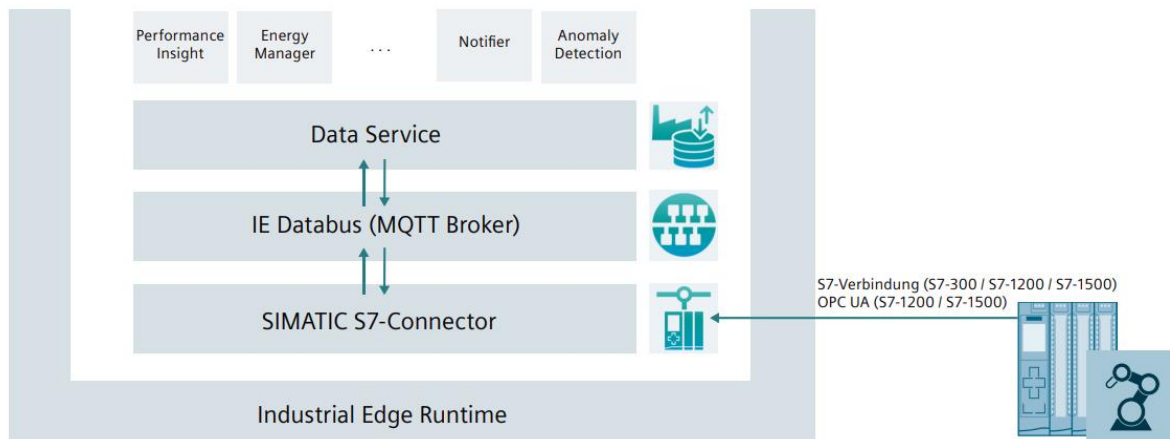 Performance
Insight
Energy
Manager
...
Notifier
Anomaly
Detection
Data Service
IE Databus (MQTT Broker)
S7-Verbindung (S7-300 / S7-1200 / S7-1500)
OPC UA (S7-1200 / S7-1500)
SIMATIC S7-Connector
Industrial Edge Runtime